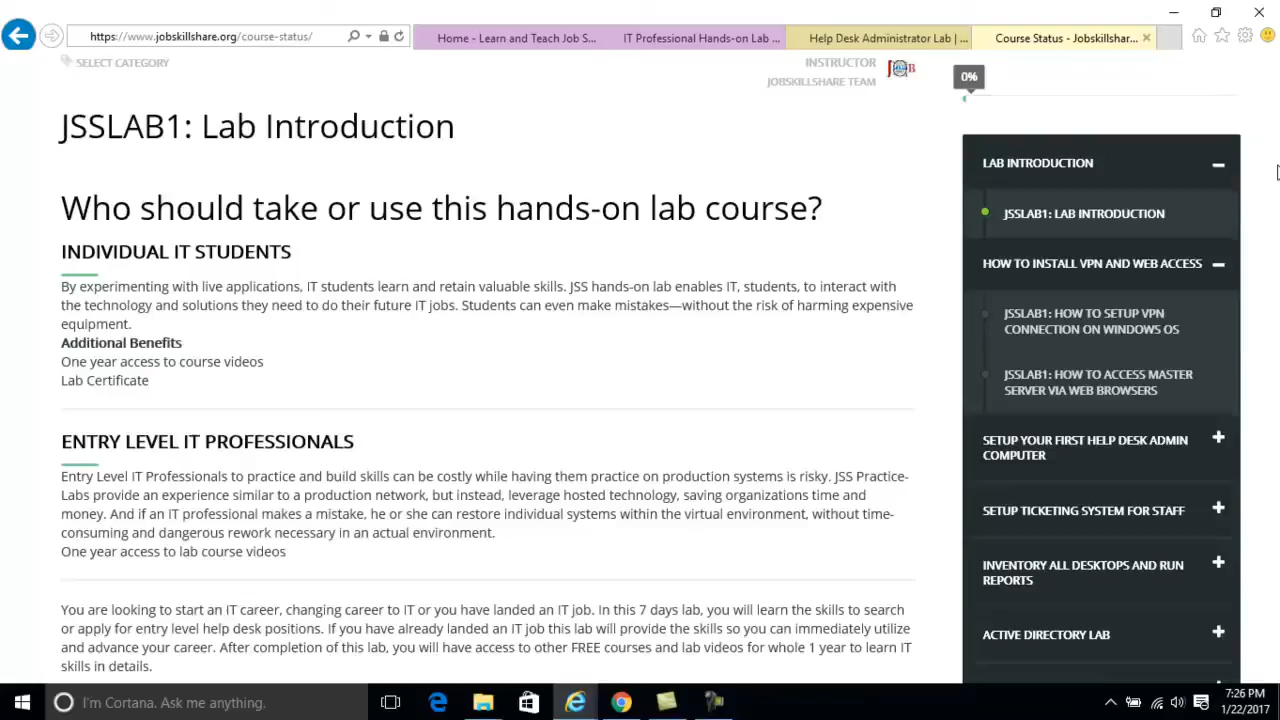 https://www.jobskillshare.org/course-status/
Home - Learn and Teach Job S...
IT Professional Hands-on Lab ...
Help Desk Administrator Lab | ...
Course Status - Jobskillshar...
SELECT CATEGORY
INSTRUCTOR
JOBSKILLSHARE TEAM
JOB
0%
JSSLAB1: Lab Introduction
Who should take or use this hands-on lab course?
INDIVIDUAL IT STUDENTS
By experimenting with live applications, IT students learn and retain valuable skills. JSS hands-on lab enables IT, students, to interact with
the technology and solutions they need to do their future IT jobs. Students can even make mistakes—without the risk of harming expensive
equipment.
Additional Benefits
One year access to course videos
Lab Certificate
ENTRY LEVEL IT PROFESSIONALS
Entry Level IT Professionals to practice and build skills can be costly while having them practice on production systems is risky. JSS Practice-
Labs provide an experience similar to a production network, but instead, leverage hosted technology, saving organizations time and
money. And if an IT professional makes a mistake, he or she can restore individual systems within the virtual environment, without time-
consuming and dangerous rework necessary in an actual environment.
One year access to lab course videos
You are looking to start an IT career, changing career to IT or you have landed an IT job. In this 7 days lab, you will learn the skills to search
or apply for entry level help desk positions. If you have already landed an IT job this lab will provide the skills so you can immediately utilize
and advance your career. After completion of this lab, you will have access to other FREE courses and lab videos for whole 1 year to learn IT
skills in details.
LAB INTRODUCTION
JSSLAB1: LAB INTRODUCTION
HOW TO INSTALL VPN AND WEB ACCESS
JSSLAB1: HOW TO SETUP VPN
CONNECTION ON WINDOWS OS
JSSLAB1: HOW TO ACCESS MASTER
SERVER VIA WEB BROWSERS
SETUP YOUR FIRST HELP DESK ADMIN
COMPUTER
SETUP TICKETING SYSTEM FOR STAFF
INVENTORY ALL DESKTOPS AND RUN
REPORTS
ACTIVE DIRECTORY LAB
I'm Cortana. Ask me anything.
7:26 PM
1/22/2017